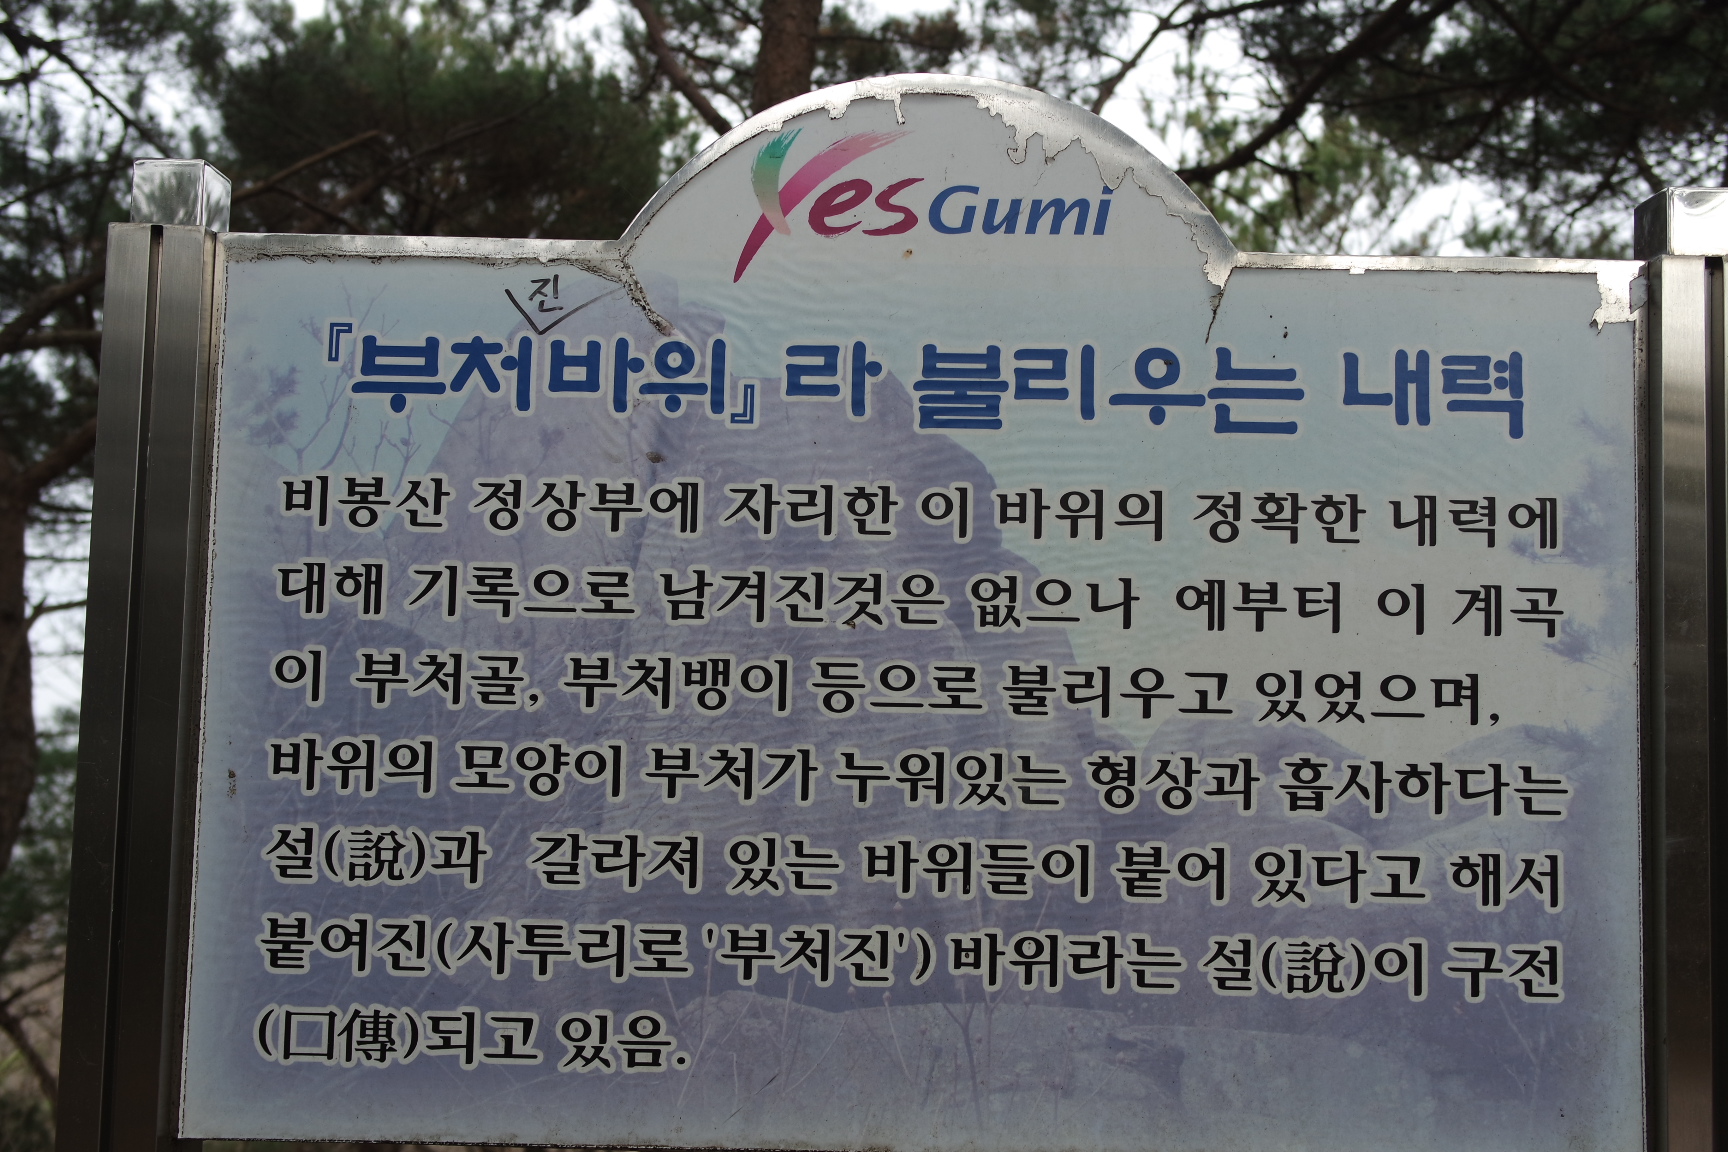 Yes Gumi
진
『부처바위』라 불리우는 내력
비봉산 정상부에 자리한 이 바위의 정확한 내력에
대해 기록으로 남겨진것은 없으나 예부터 이 계곡
이 부처골, 부처뱅이 등으로 불리우고 있었으며,
바위의 모양이 부처가 누워있는 형상과 흡사하다는
설(說)과 갈라져 있는 바위들이 붙어 있다고 해서
붙여진(사투리로 '부처진') 바위라는 설(說)이 구전
(口傳)되고 있음.